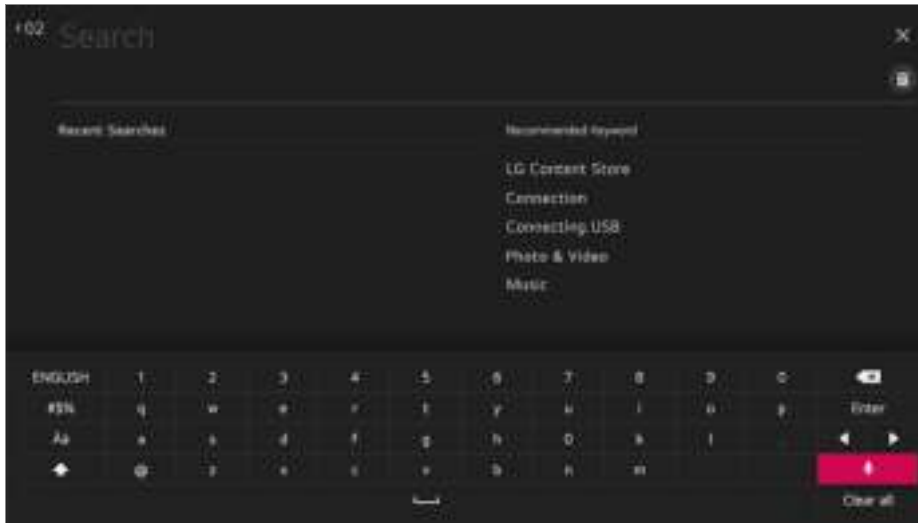 Search
Recent Searches
Recommended Keyword
LG Content Store
Connection
Connecting USB
Photo & Video
Music
ENGLISH 1 2 3 4 5 6 7 8 9 0
#$% q w e r t y u i o p Enter
Àä a s d f g h k l
@ z x c v b n m
Clear all